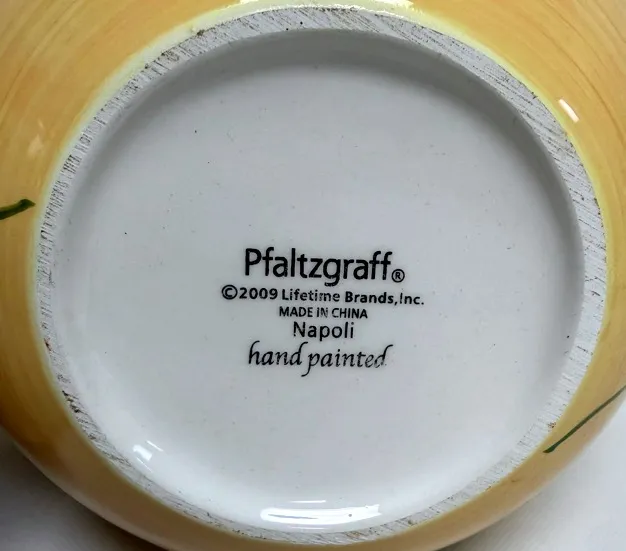 Pfaltzgraff®
©2009 Lifetime Brands,Inc.
MADE IN CHINA
Napoli
hand painted